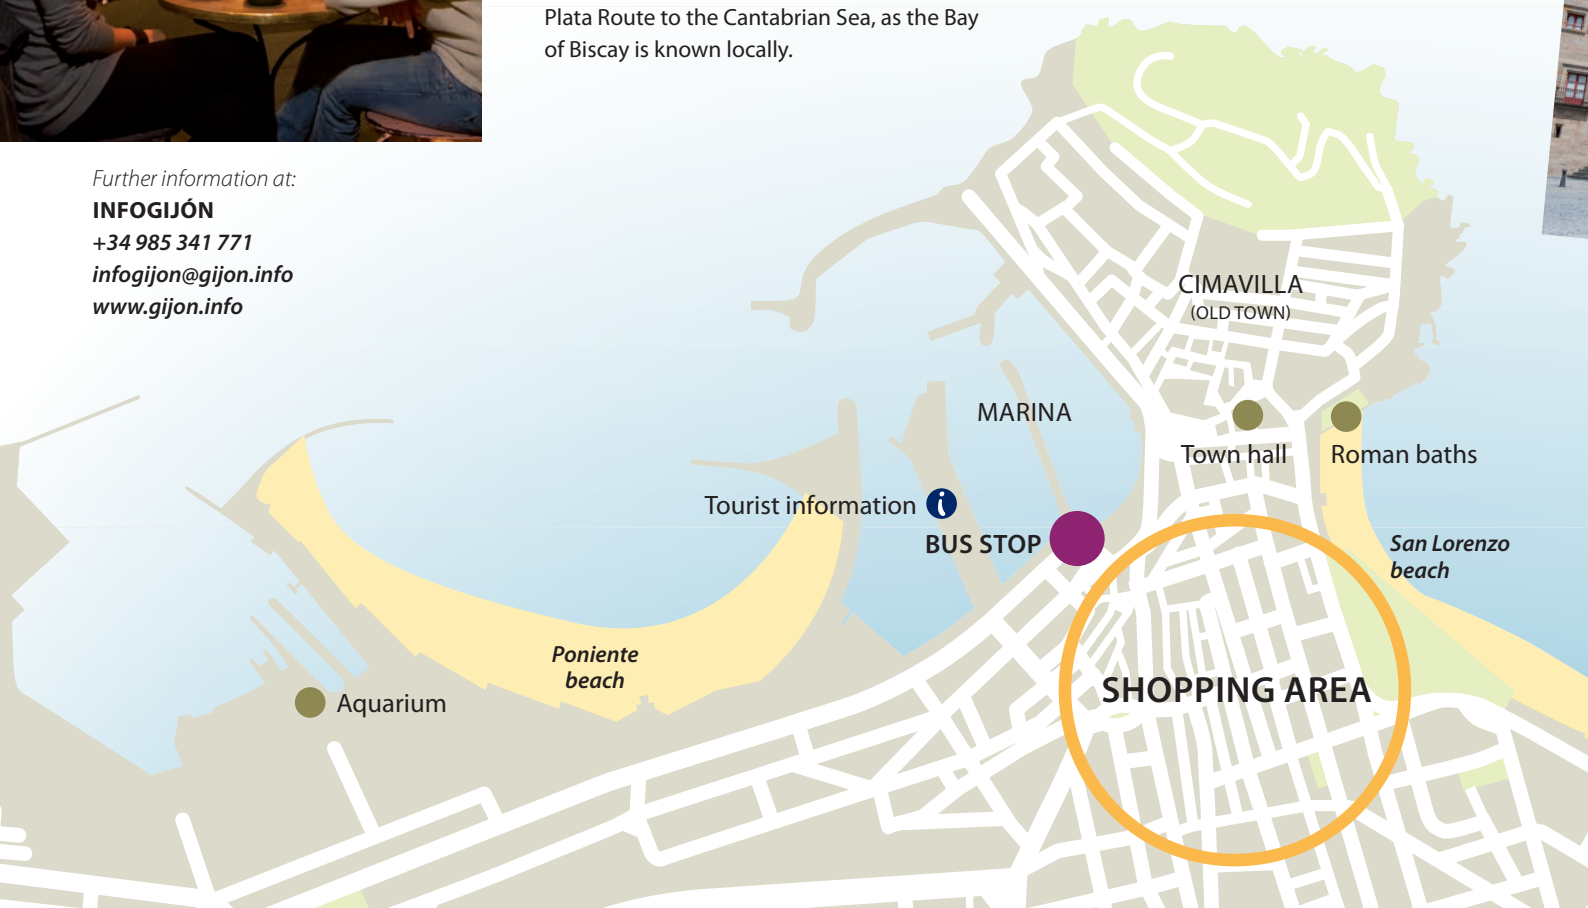 Plata Route to the Cantabrian Sea, as the Bay
of Biscay is known locally.
Further information at:
INFOGIJÓN
+34 985 341 771
infogijon@gijon.info
www.gijon.info
CIMAVILLA
(OLD TOWN)
MARINA
Town hall
Roman baths
Tourist information
i
BUS STOP
San Lorenzo
beach
Poniente
beach
SHOPPING AREA
Aquarium